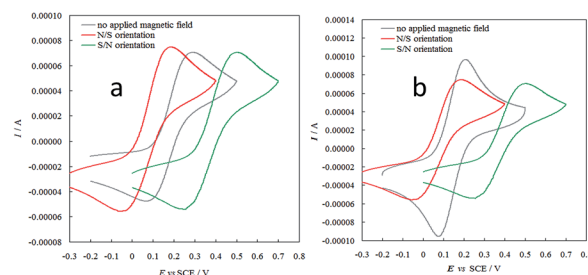 0.00010
0.00008
0.00006
0.00004
0.00002
0.00000
-0.00002
-0.00004
-0.00006
-0.00008
I / A
no applied magnetic field
N/S orientation
S/N orientation
a
-0.3 -0.2 -0.1 0 0.1 0.2 0.3 0.4 0.5 0.6 0.7 0.8
E vs SCE / V
0.00014
0.00012
0.00010
0.00008
0.00006
0.00004
0.00002
0.00000
-0.00002
-0.00004
-0.00006
-0.00008
-0.00010
I / A
no applied magnetic field
N/S orientation
S/N orientation
b
-0.3 -0.2 -0.1 0 0.1 0.2 0.3 0.4 0.5 0.6 0.7 0.8
E vs SCE / V